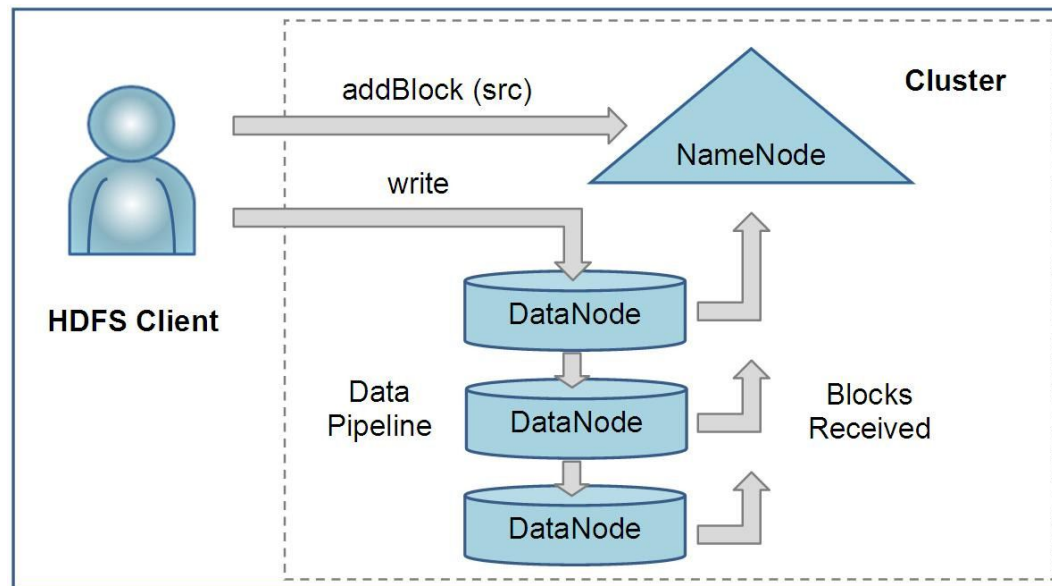 addBlock (src)
Cluster
NameNode
write
HDFS Client
DataNode
Data
Pipeline
DataNode
Blocks
Received
DataNode